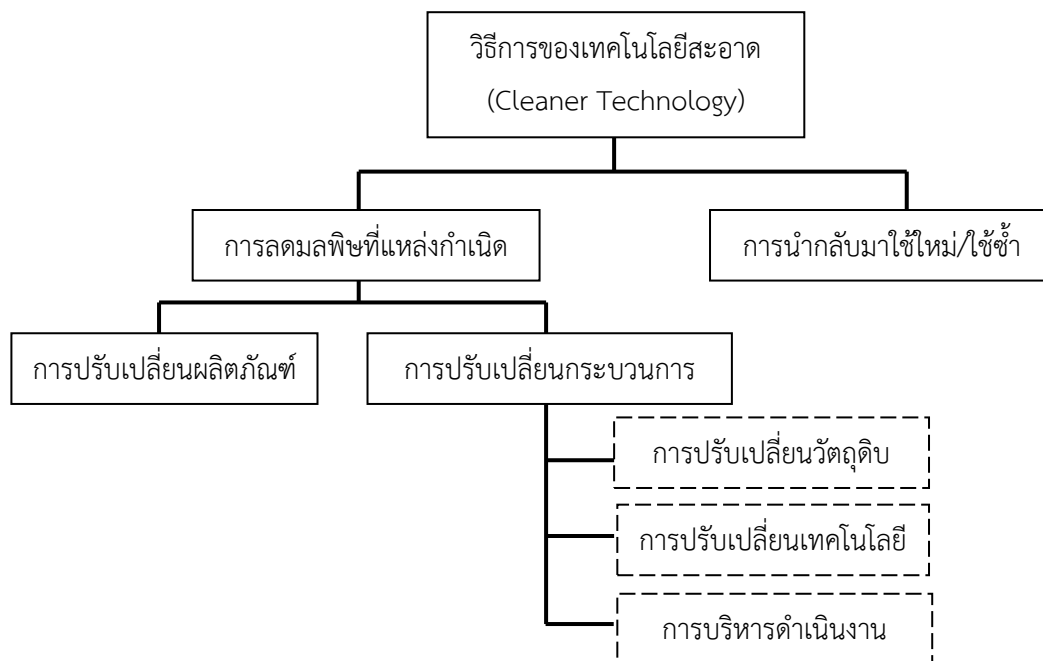 วิธีการของเทคโนโลยีสะอาด
(Cleaner Technology)
การลดมลพิษที่แหล่งกำเนิด
การนำกลับมาใช้ใหม่/ใช้ซ้ำ
การปรับเปลี่ยนผลิตภัณฑ์
การปรับเปลี่ยนกระบวนการ
การปรับเปลี่ยนวัตถุดิบ
การปรับเปลี่ยนเทคโนโลยี
การบริหารดำเนินงาน